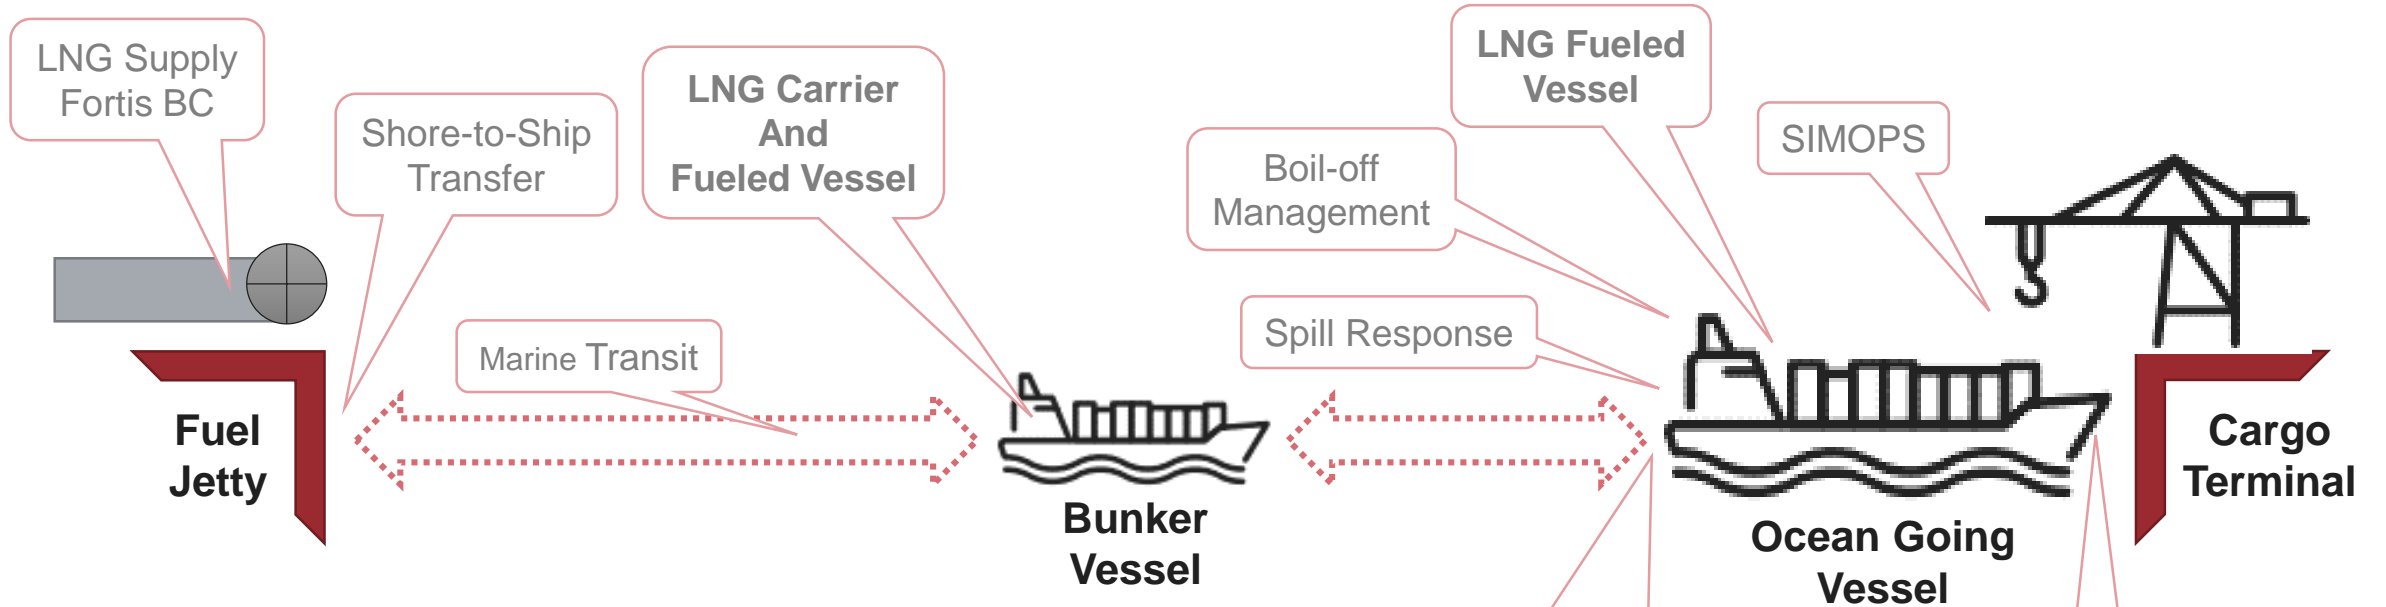 LNG Supply
Fortis BC
Shore-to-Ship
Transfer
LNG Carrier
And
Fueled Vessel
LNG Fueled
Vessel
Boil-off
Management
SIMOPS
Spill Response
Marine Transit
Fuel
Jetty
Bunker
Vessel
Ocean Going
Vessel
Cargo
Terminal